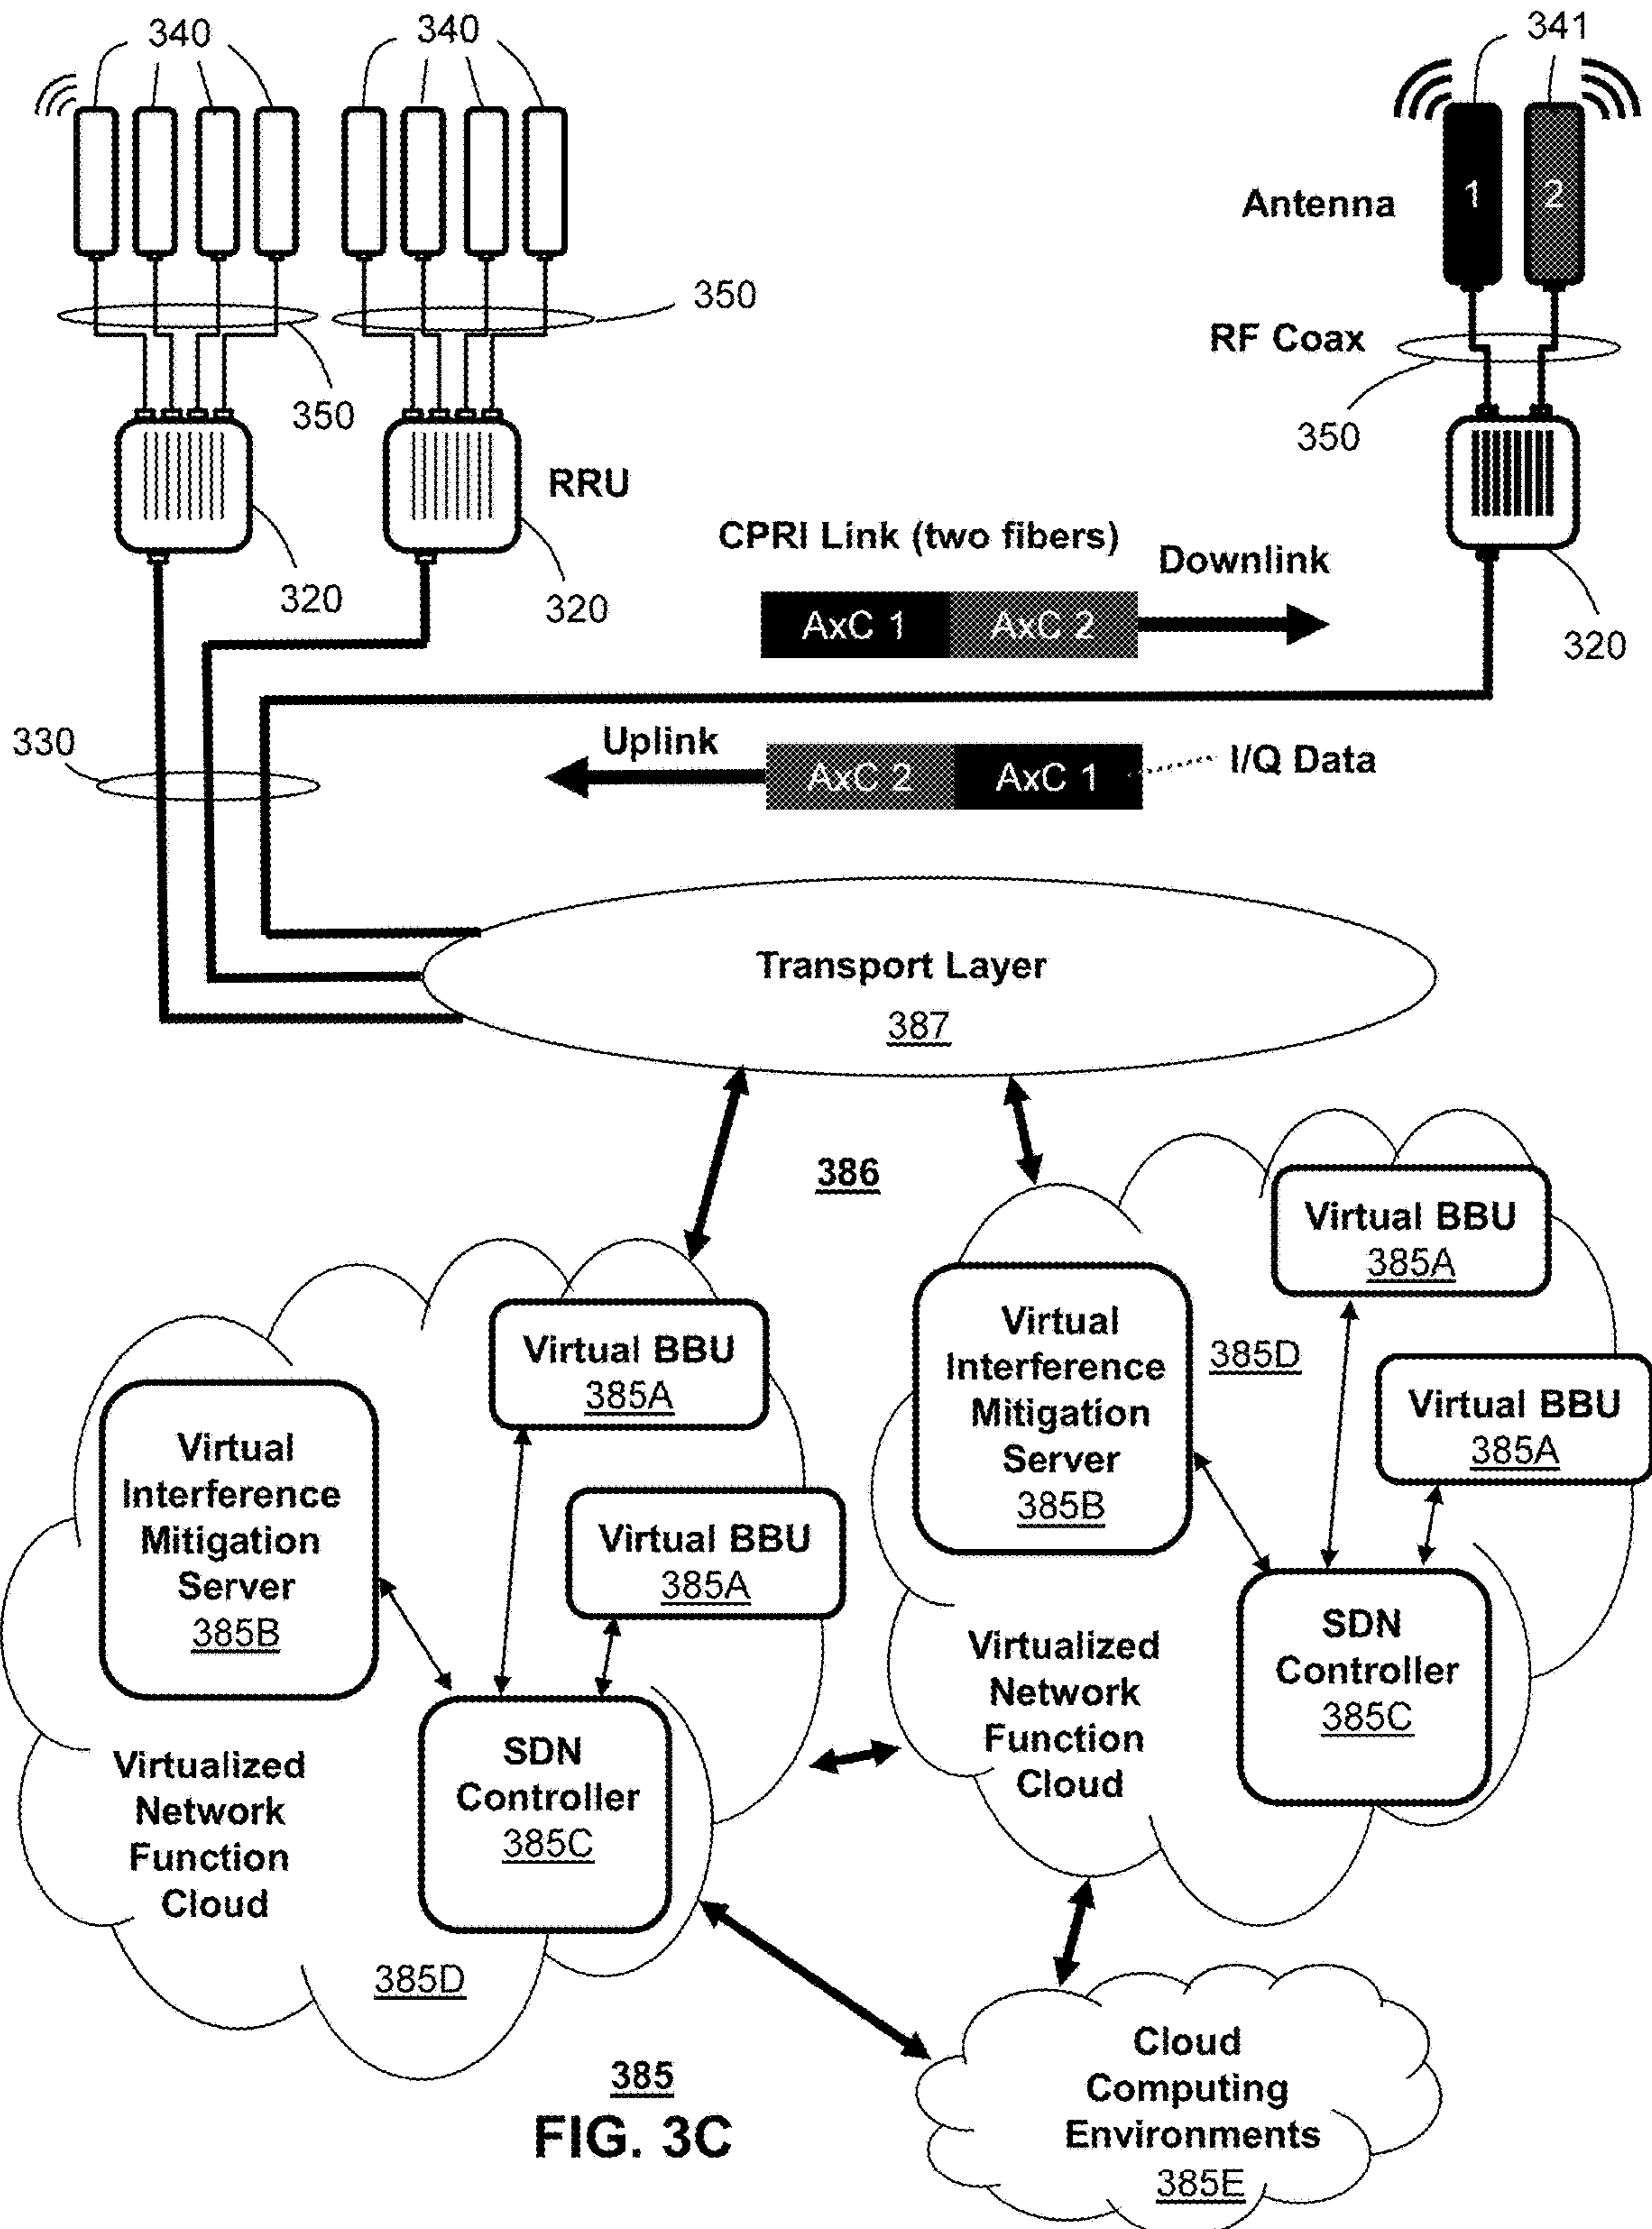 340
340
341
Antenna
1
2
350
RF Coax
350
350
RRU
CPRI Link (two fibers)
Downlink
320
320
AxC 1
AxC 2
320
330
Uplink
AxC 2
AxC 1
I/Q Data
Transport Layer
387
386
Virtual BBU
385A
Virtual
Interference
Mitigation
Server
385B
385D
Virtual BBU
385A
Virtual BBU
385A
Virtual
Interference
Mitigation
Server
385B
Virtual BBU
385A
SDN
Controller
385C
Virtualized
Network
Function
Cloud
Virtualized
Network
Function
Cloud
SDN
Controller
385C
385D
385
FIG. 3C
Cloud
Computing
Environments
385E